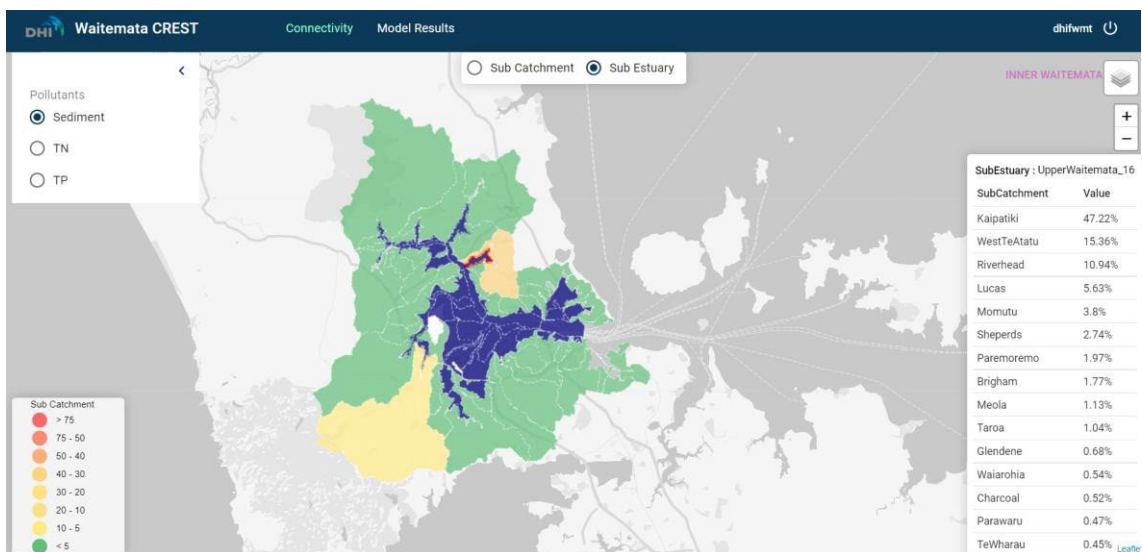 DHI Waitemata CREST Connectivity Model Results dhifwmt
Sub Catchment Sub Estuary
INNER WAITEMATA
Pollutants
Sediment
TN
TP
+
−
SubEstuary : UpperWaitemata_16
SubCatchment Value
Kaipatiki 47.22%
WestTeAtatu 15.36%
Riverhead 10.94%
Lucas 5.63%
Momutu 3.8%
Sheperds 2.74%
Paremoremo 1.97%
Brigham 1.77%
Meola 1.13%
Taroa 1.04%
Glendene 0.68%
Waiarohia 0.54%
Charcoal 0.52%
Parawaru 0.47%
TeWharau 0.45%
Sub Catchment
> 75
75 - 50
50 - 40
40 - 30
30 - 20
20 - 10
10 - 5
< 5